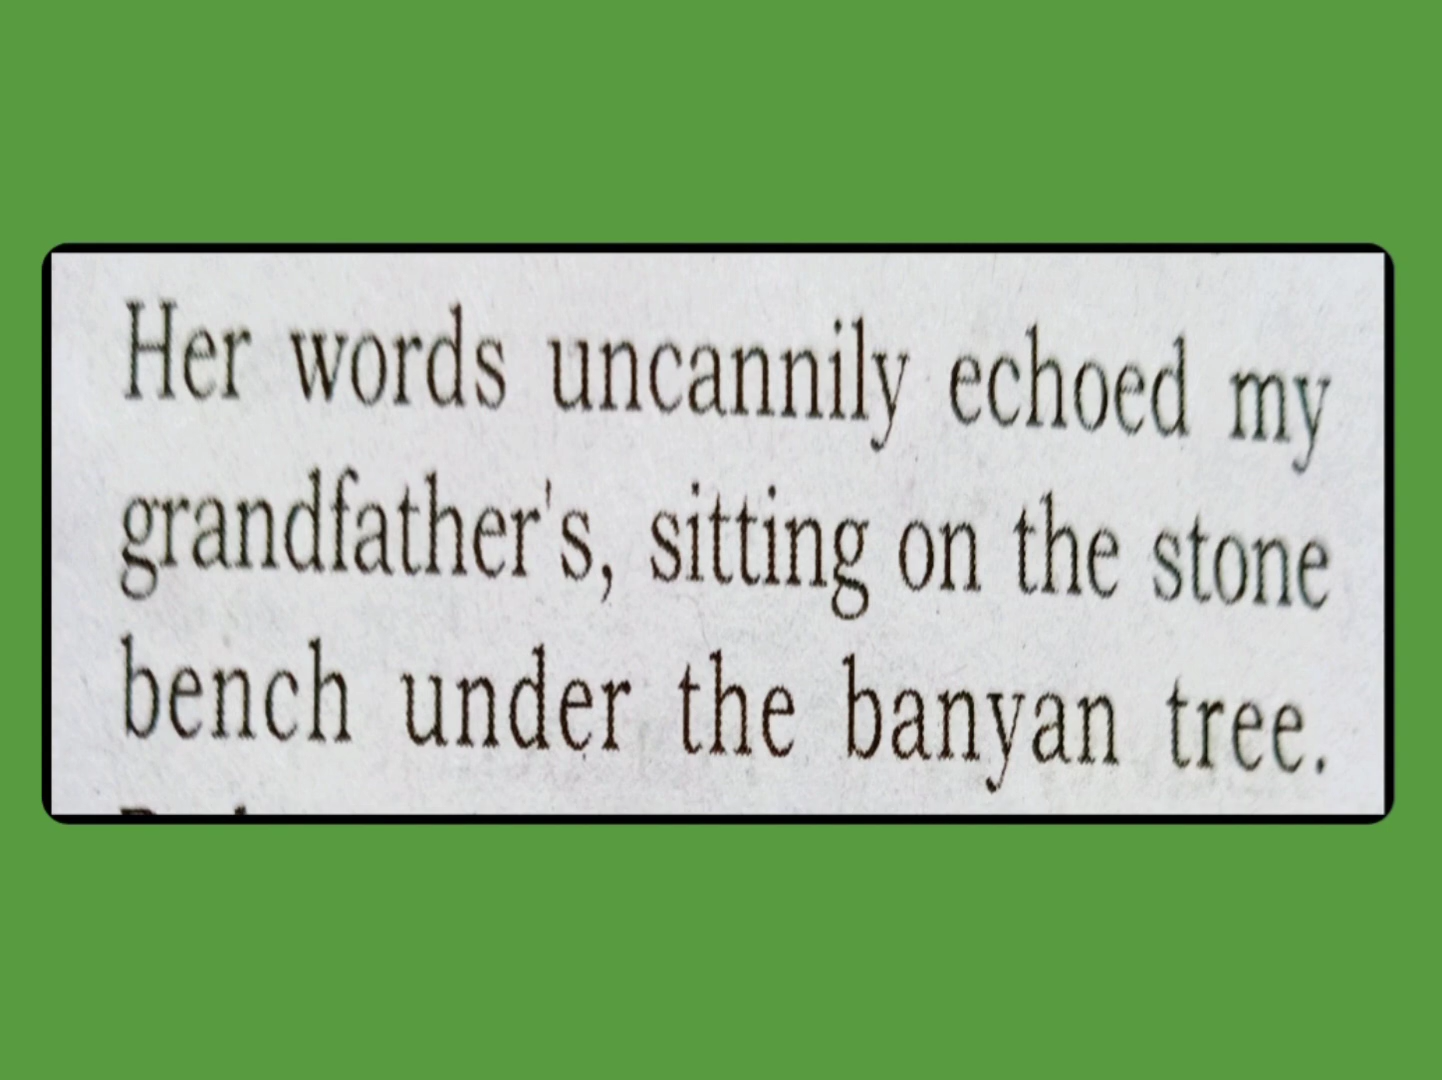 Her words uncannily echoed my
grandfather's, sitting on the stone
bench under the banyan tree.